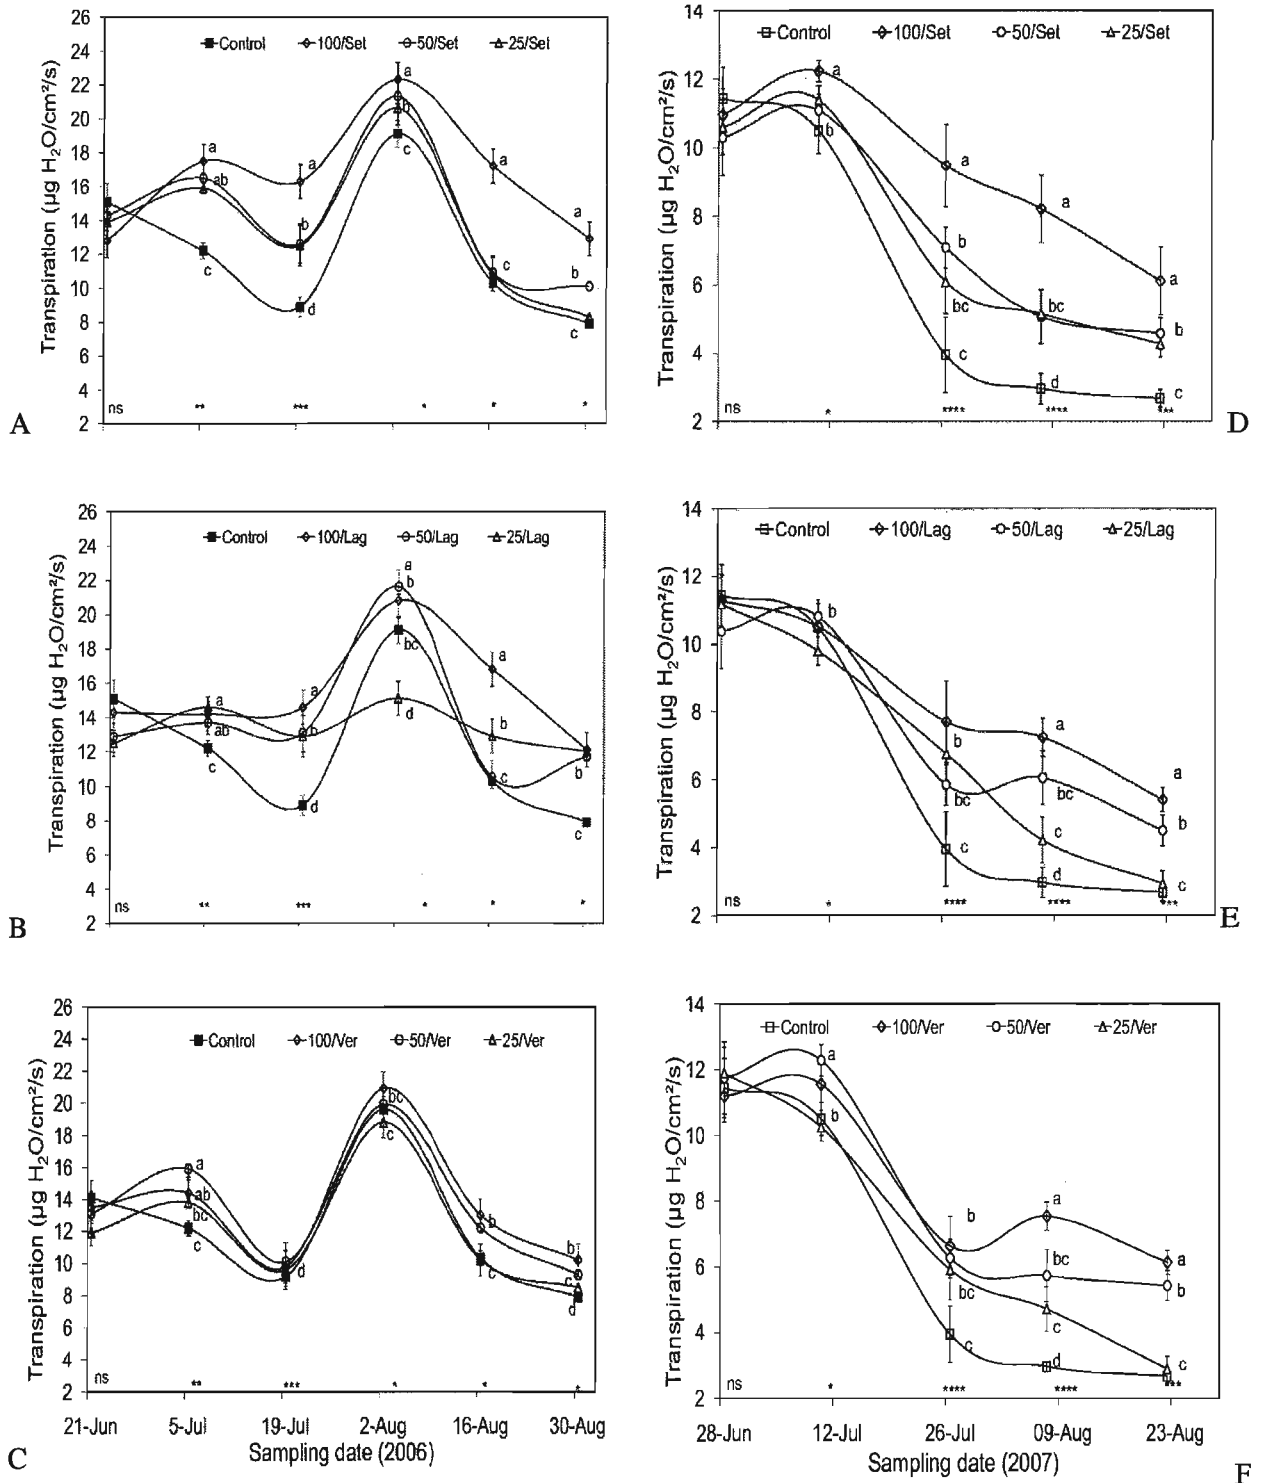 26
24
22
20
18
16
14
12
10
8
6
4
2
Transpiration (µg H₂O/cm²/s)
Control 100/Set 50/Set 25/Set
a
ab
c
a
b
d
a
b
c
a
c
a
b
c
ns ** *** * * *
A
14
12
10
8
6
4
2
Transpiration (µg H₂O/cm²/s)
Control 100/Set 50/Set 25/Set
a
b
a
b
bc
c
a
bc
d
a
b
c
ns * **** **** ***
D
26
24
22
20
18
16
14
12
10
8
6
4
2
Transpiration (µg H₂O/cm²/s)
Control 100/Lag 50/Lag 25/Lag
a
ab
c
a
b
d
a
b
bc
d
a
b
c
b
c
ns ** *** * * *
B
14
12
10
8
6
4
2
Transpiration (µg H₂O/cm²/s)
Control 100/Lag 50/Lag 25/Lag
b
b
bc
c
a
bc
c
d
a
b
c
ns * **** **** ***
E
26
24
22
20
18
16
14
12
10
8
6
4
2
Transpiration (µg H₂O/cm²/s)
Control 100/Ver 50/Ver 25/Ver
a
ab
bc
c
d
bc
c
b
c
b
c
d
ns ** *** * * *
21-Jun 5-Jul 19-Jul 2-Aug 16-Aug 30-Aug
Sampling date (2006)
C
14
12
10
8
6
4
2
Transpiration (µg H₂O/cm²/s)
Control 100/Ver 50/Ver 25/Ver
a
b
b
bc
c
a
bc
c
d
a
b
c
ns * **** **** ***
28-Jun 12-Jul 26-Jul 09-Aug 23-Aug
Sampling date (2007)
F